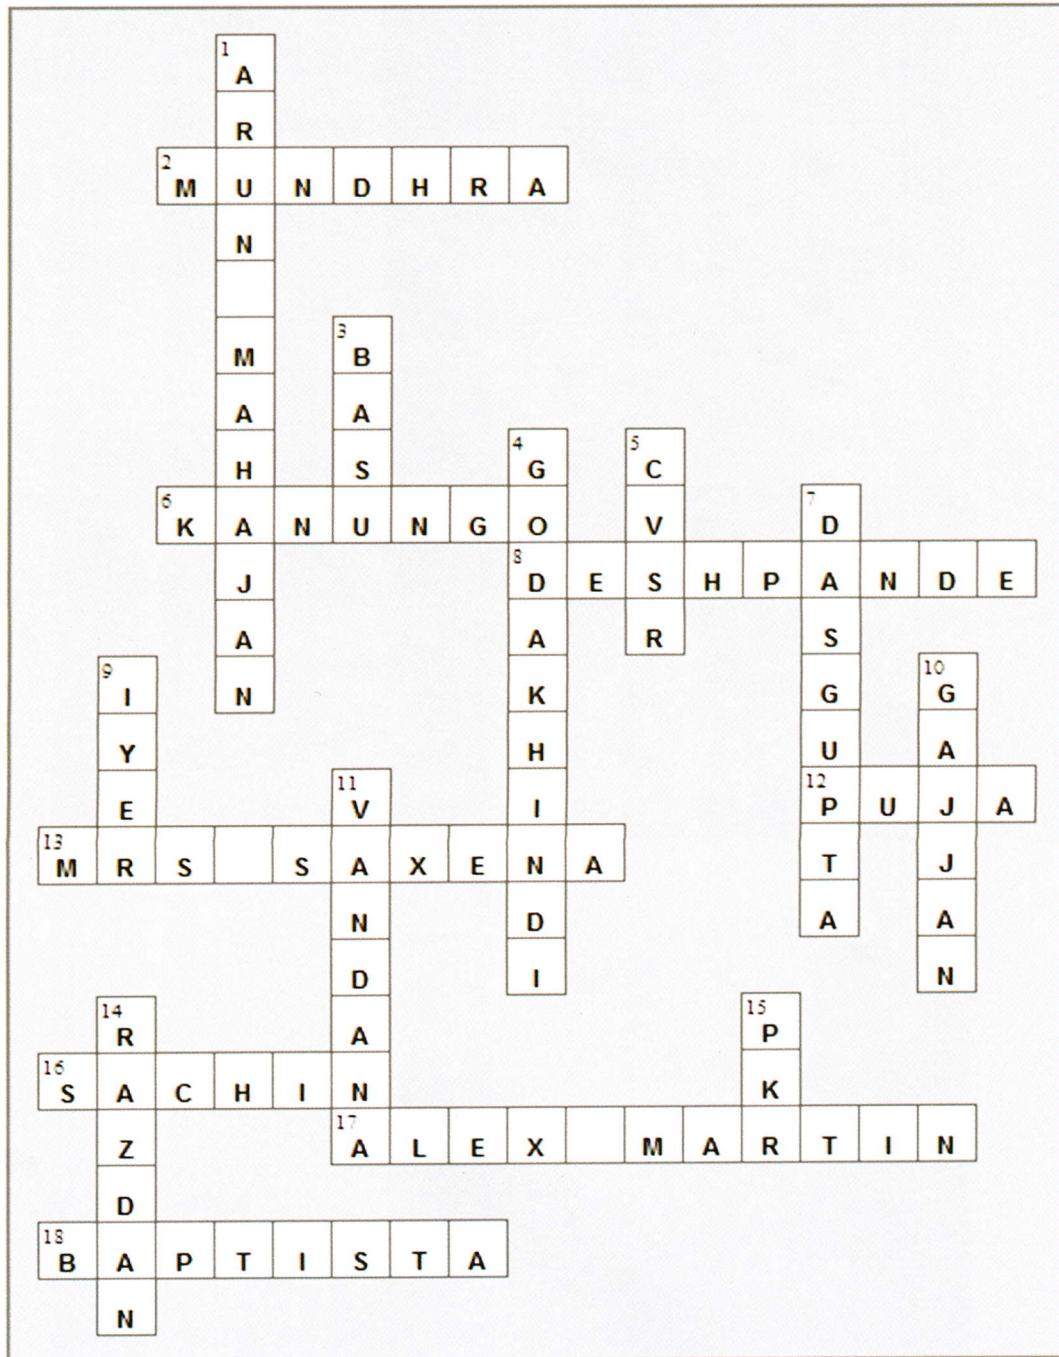 1
A
R
2
M U N D H R A
N
3
M B
A A
4 5
H S G C
6 7
K A N U N G O V D
8
J D E S H P A N D E
A A R S
9 10
I N K G G
Y H U A
11 12
E V I P U J A
13
M R S S A X E N A T J
N D A A
D I N
14 15
R A P
16
S A C H I N K
17
Z A L E X M A R T I N
D
18
B A P T I S T A
N